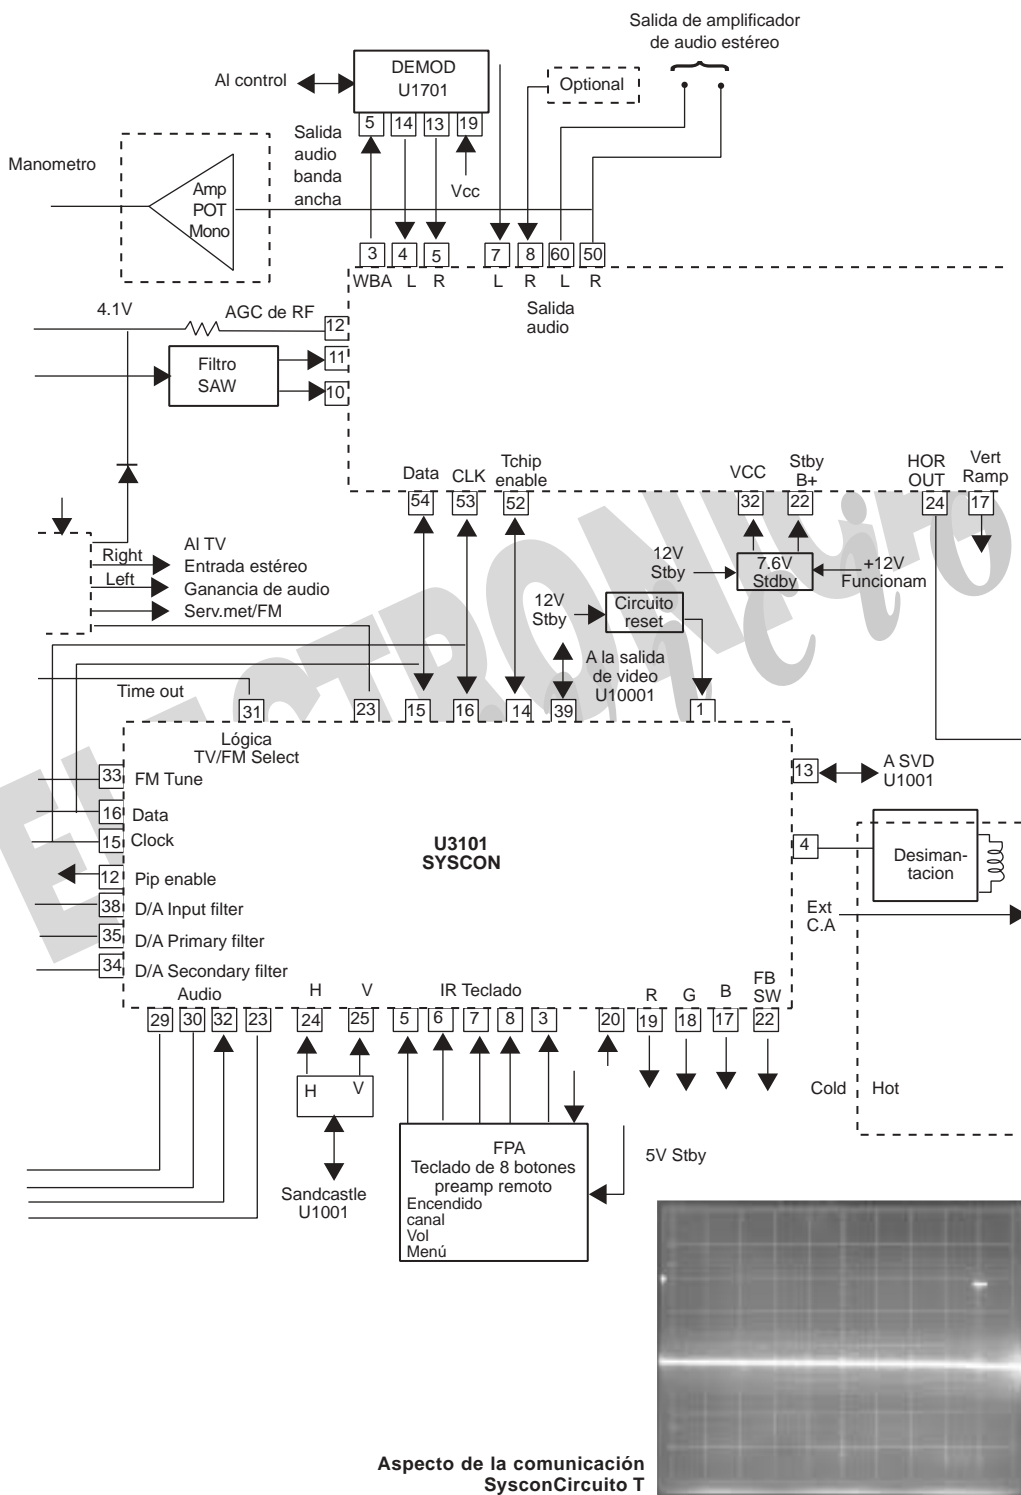 Salida de amplificador
de audio estéreo
DEMOD
U1701
Al control
Optional
5 14 13 19
Salida
audio
banda
ancha
Vcc
Manometro
Amp
POT
Mono
3 4 5 7 8 60 50
WBA L R L R L R
Salida
audio
4.1V
AGC de RF
12
11
10
Filtro
SAW
Data CLK Tchip
enable
VCC Stby
B+
HOR
OUT
Vert
Ramp
54 53 52 32 22 24 17
Right
Left
Al TV
Entrada estéreo
Ganancia de audio
Serv.met/FM
12V
Stby
7.6V
Stdby
+12V
Funcionam
12V
Stby
Circuito
reset
A la salida
de video
U10001
Time out
31 23 15 16 14 39 1
Lógica
TV/FM Select
33 FM Tune
16 Data
15 Clock
12 Pip enable
38 D/A Input filter
35 D/A Primary filter
34 D/A Secondary filter
U3101
SYSCON
13
A SVD
U1001
4
Desiman-
tacion
Ext
C.A
Audio H V IR Teclado R G B FB
SW
29 30 32 23 24 25 5 6 7 8 3 20 19 18 17 22
H V
Sandcastle
U1001
Cold Hot
FPA
Teclado de 8 botones
preamp remoto
Encendido
canal
Vol
Menú
5V Stby
Aspecto de la comunicación
SysconCircuito T